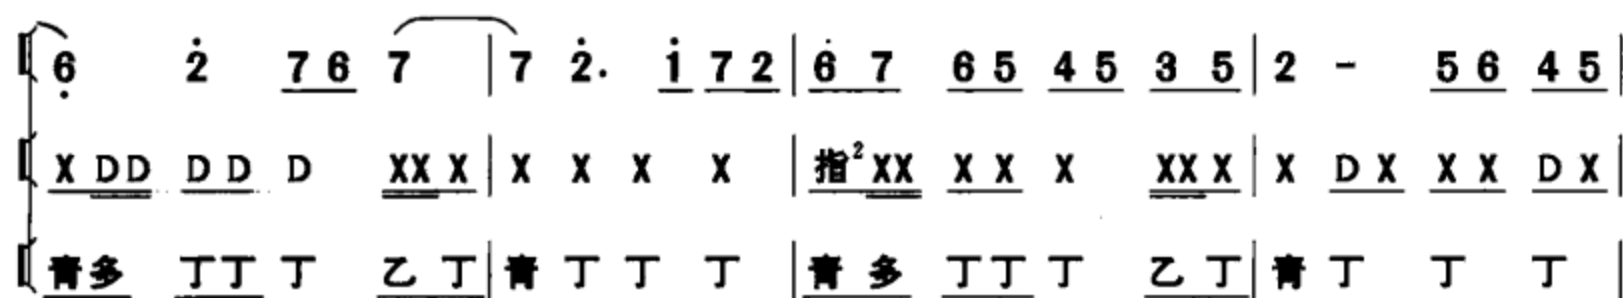 6̣ 2̇ 7 6 7 | 7 2̇. 1̇ 7 2 | 6̇ 7 6 5 4 5 3 5 | 2 - 5 6 4 5 |
X D D D D D XX X | X X X X | 指² XX X X X XX X | X D X X X D X |
青多 丁丁 丁 乙 丁 | 青 丁 丁 丁 | 青 多 丁丁 丁 乙 丁 | 青 丁 丁 丁